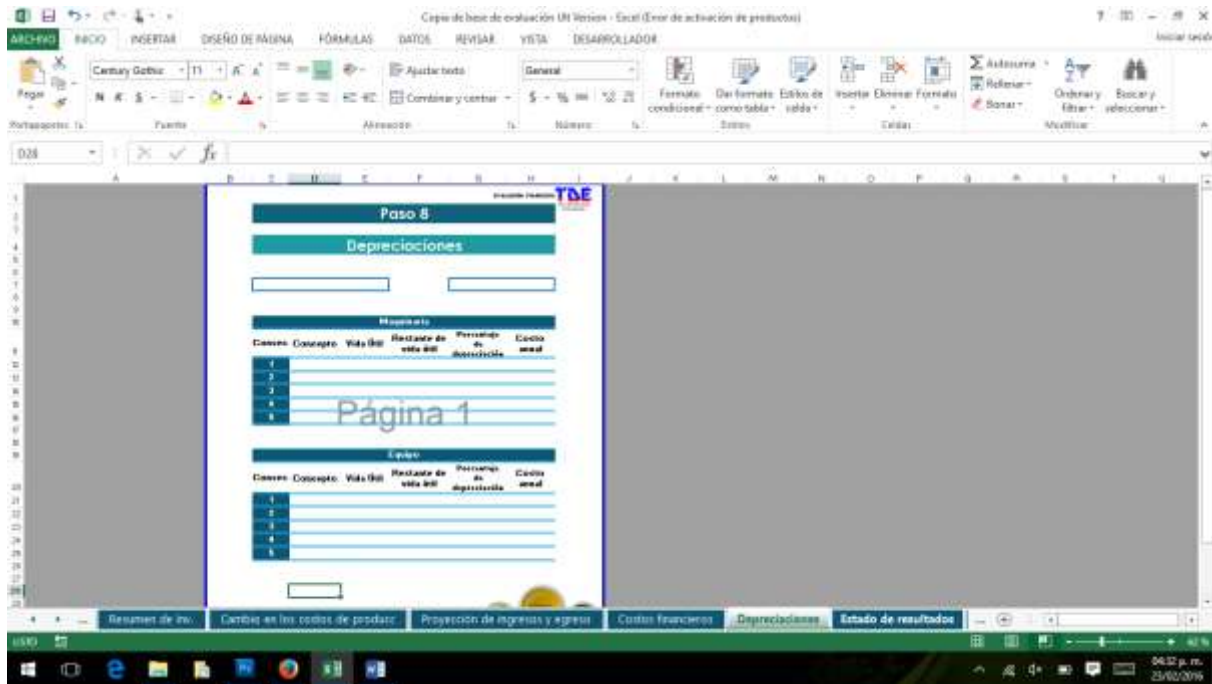 Copia de base de evaluación UN Version - Excel (Error de activación de productos)
ARCHIVO INICIO INSERTAR DISEÑO DE PÁGINA FÓRMULAS DATOS REVISAR VISTA DESARROLLADOR
Century Gothic 11
Ajustar texto
General
Pegar
N K S
Combinar y centrar
Formato condicional
Dar formato como tabla
Estilos de celda
Insertar Eliminar Formato
Autosuma
Rellenar
Borrar
Ordenar y filtrar
Buscar y seleccionar
Portapapeles Fuente Alineación Número Estilos Celdas Modificar
D28
fx
TDE
Paso 8
Depreciociones
Maquinaria
Concepto Vida Útil Restante de vida útil Porcentaje de depreciación Costo anual
1
2
3
4
5
Página 1
Equipo
Concepto Vida Útil Restante de vida útil Porcentaje de depreciación Costo anual
1
2
3
4
5
Resumen de inv. Cambio en los costos de producc Proyección de ingresos y egresos Costos financieros Depreciaciones Estado de resultados
LISTO
62 %
04:32 p. m.
23/02/2016